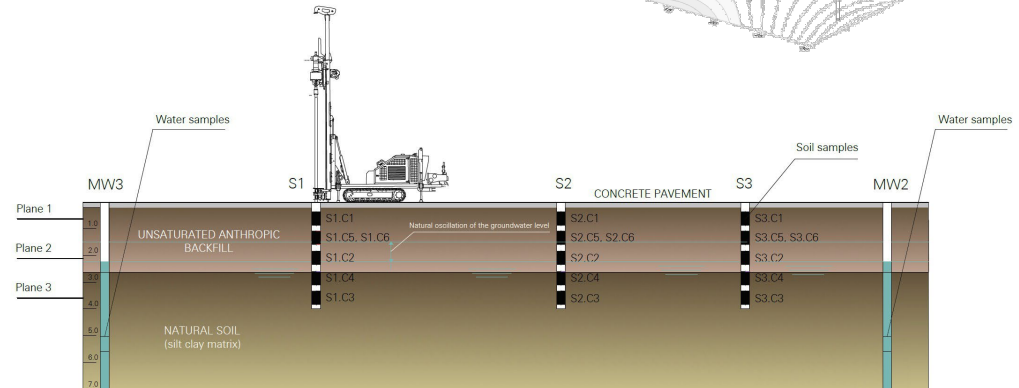 Water samples
Water samples
Soil samples
MW3
S1
S2
CONCRETE PAVEMENT
S3
MW2
Plane 1
S1.C1
S2.C1
S3.C1
1.0
Natural oscillation of the groundwater level
UNSATURATED ANTHROPIC
BACKFILL
S1.C5, S1.C6
S2.C5, S2.C6
S3.C5, S3.C6
Plane 2
2.0
S1.C2
S2.C2
S3.C2
3.0
S1.C4
S2.C4
S3.C4
Plane 3
S1.C3
S2.C3
S3.C3
4.0
NATURAL SOIL
(silt clay matrix)
5.0
6.0
7.0